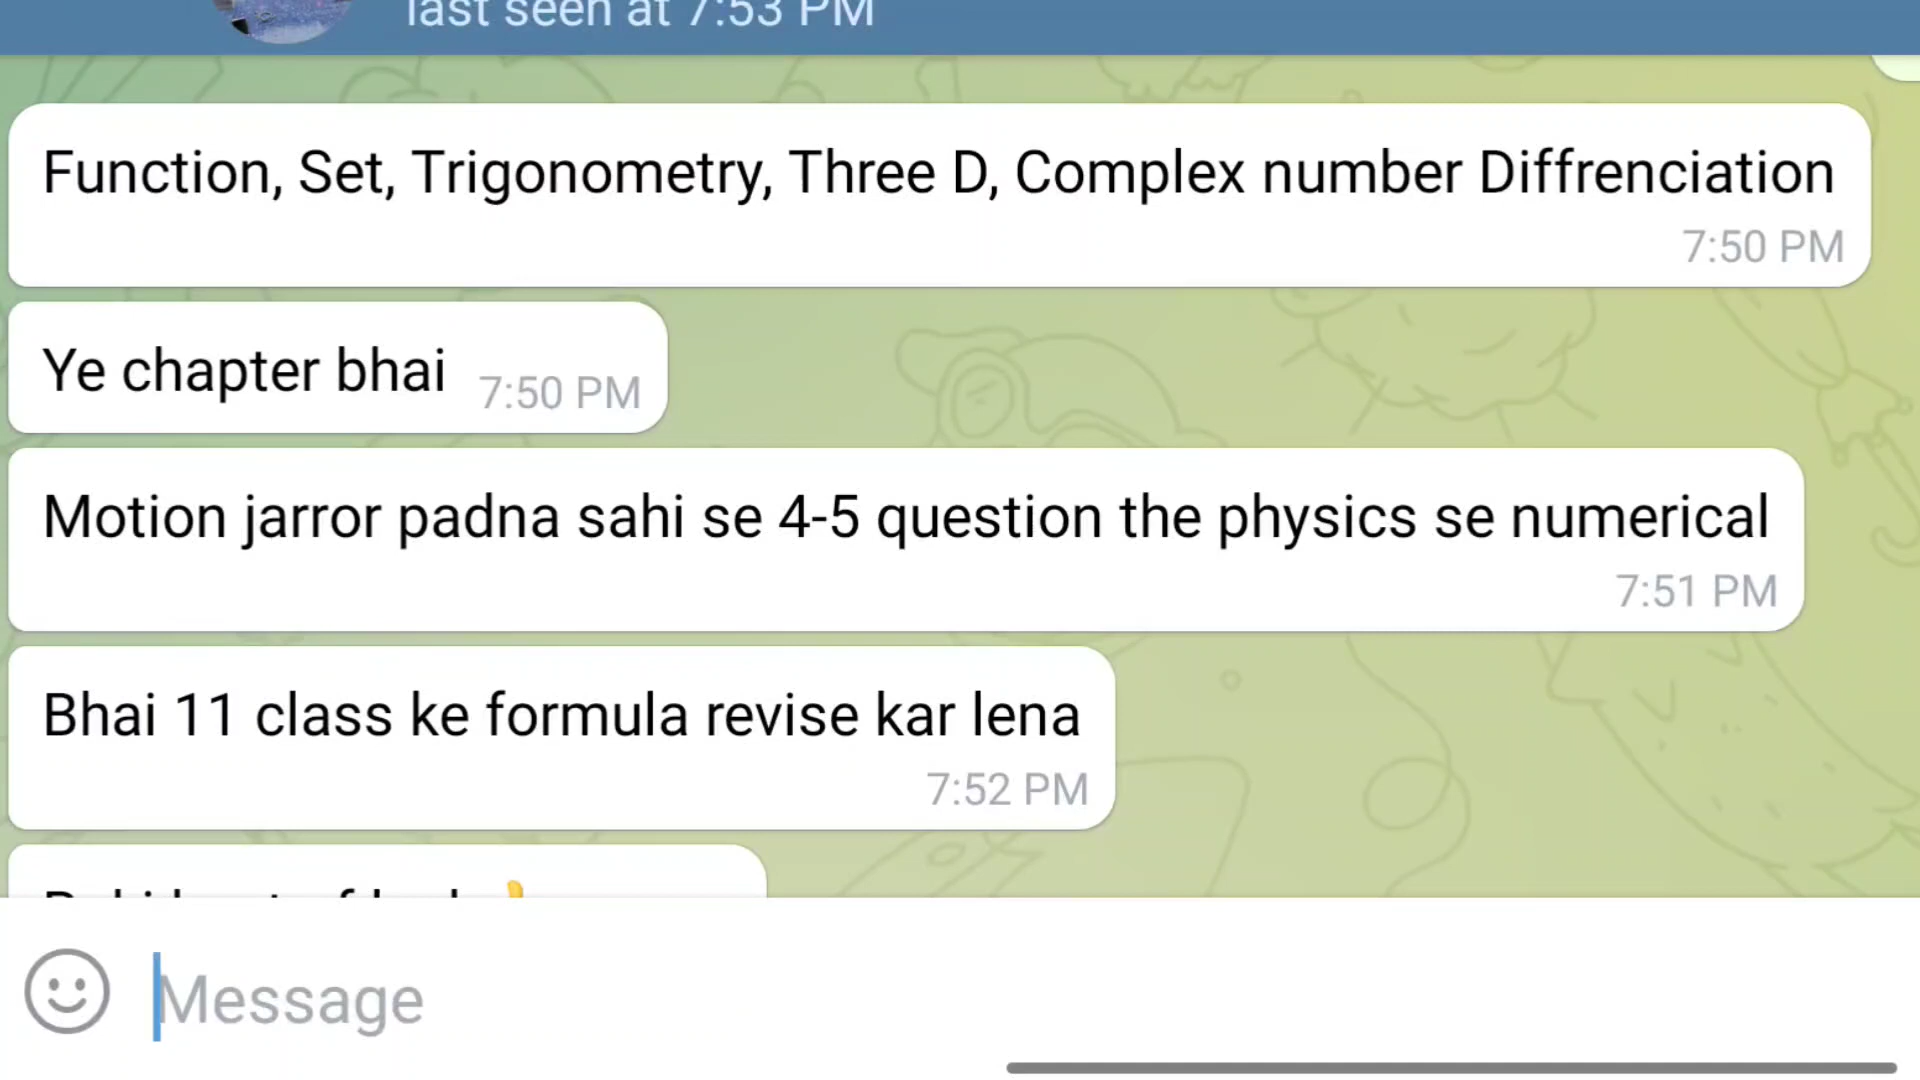 last seen at 7:53 PM
Function, Set, Trigonometry, Three D, Complex number Diffrenciation
7:50 PM
Ye chapter bhai 7:50 PM
Motion jarror padna sahi se 4-5 question the physics se numerical
7:51 PM
Bhai 11 class ke formula revise kar lena
7:52 PM
Message